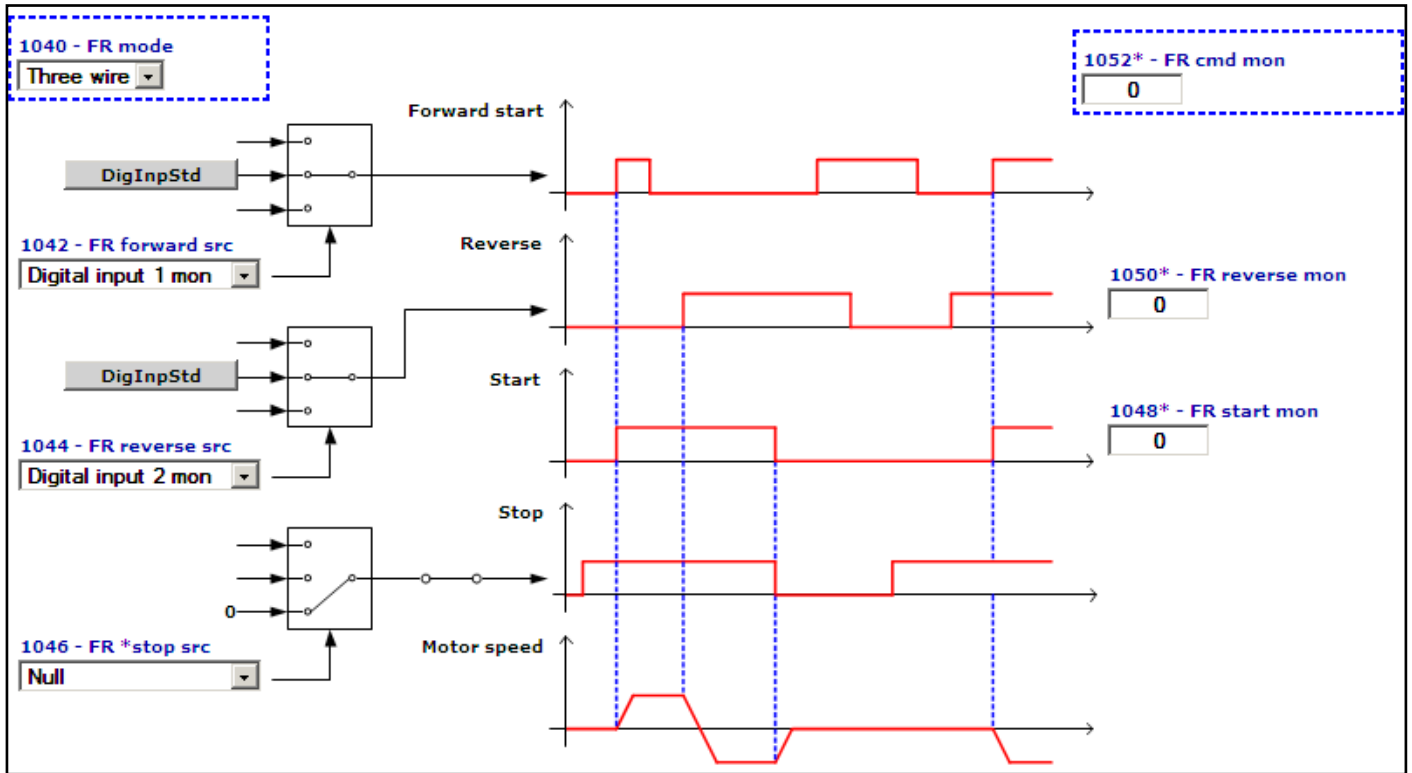 1040 - FR mode
Three wire
1052* - FR cmd mon
0
Forward start
DigInpStd
1042 - FR forward src
Digital input 1 mon
Reverse
1050* - FR reverse mon
0
DigInpStd
Start
1048* - FR start mon
0
1044 - FR reverse src
Digital input 2 mon
Stop
0
1046 - FR *stop src
Null
Motor speed